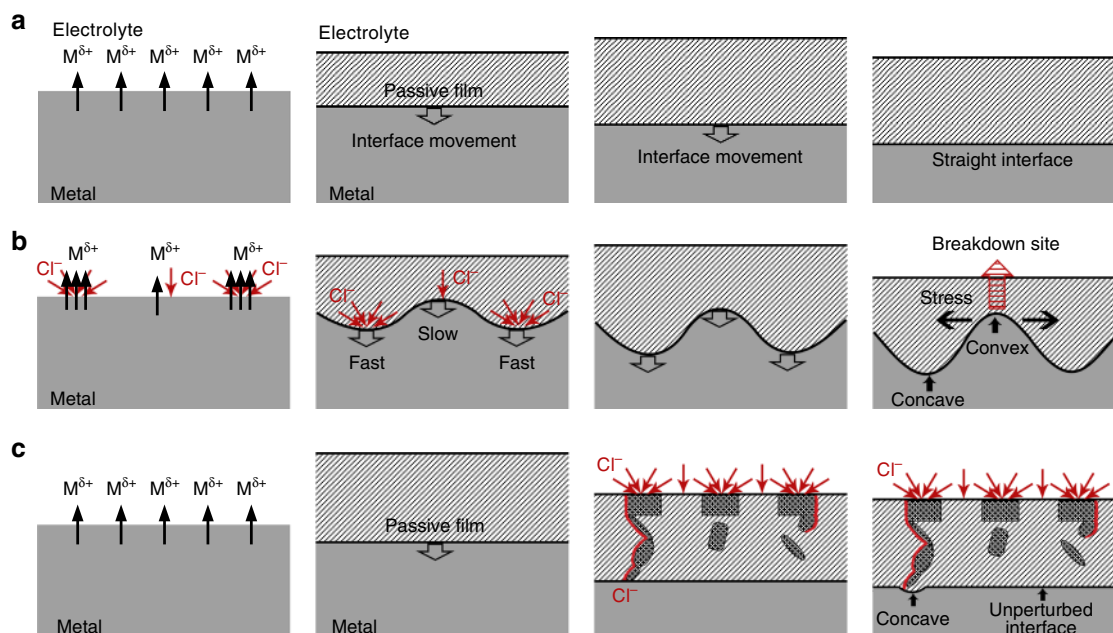 a
Electrolyte
Mδ+ Mδ+ Mδ+ Mδ+ Mδ+
Metal
Electrolyte
Passive film
Interface movement
Metal
Interface movement
Straight interface
b
Mδ+ Mδ+ Mδ+
Cl− Cl− Cl−
Metal
Cl− Cl− Cl−
Slow
Fast Fast
Breakdown site
Stress
Convex
Concave
c
Mδ+ Mδ+ Mδ+ Mδ+ Mδ+
Metal
Passive film
Metal
Cl−
Cl−
Cl−
Concave
Unperturbed
interface